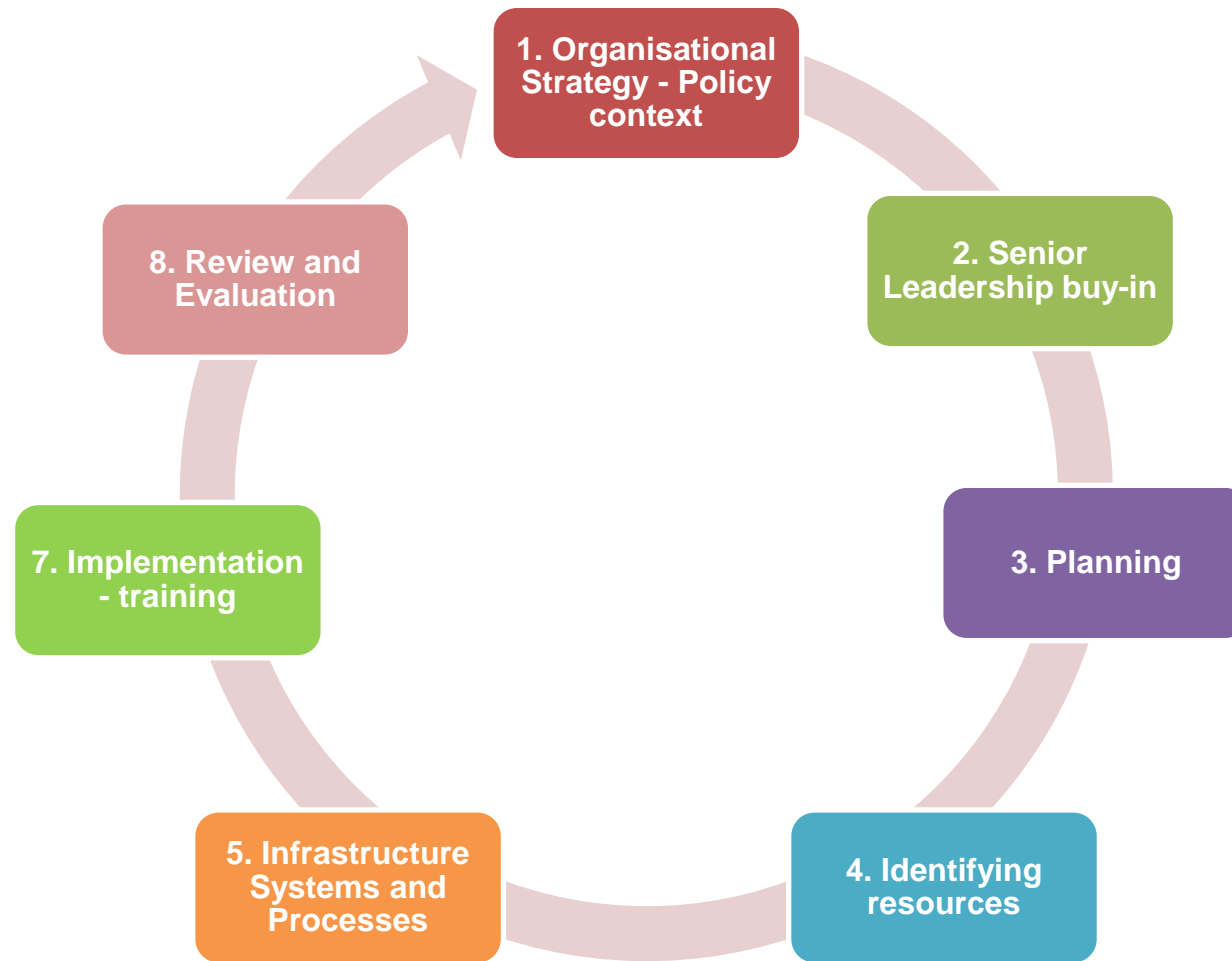 1. Organisational
Strategy - Policy
context
2. Senior
Leadership buy-in
3. Planning
4. Identifying
resources
5. Infrastructure
Systems and
Processes
7. Implementation
- training
8. Review and
Evaluation